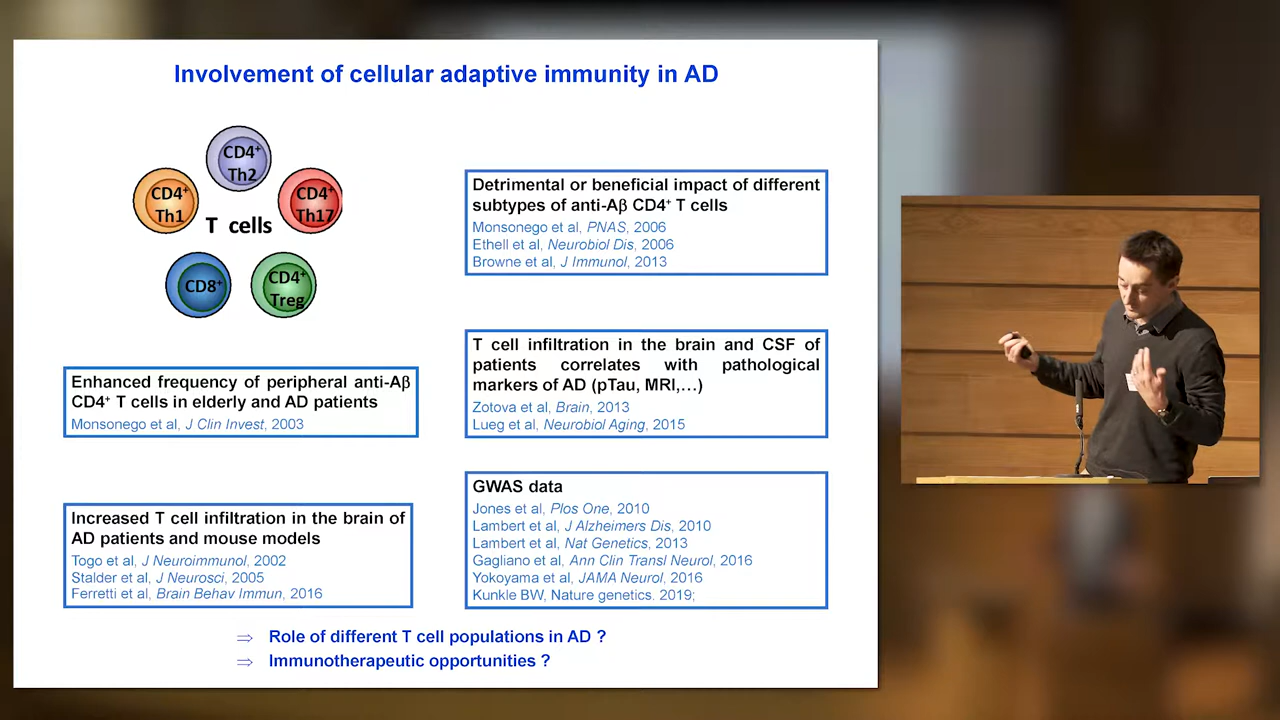 Involvement of cellular adaptive immunity in AD
CD4⁺
Th2
CD4⁺
Th1
CD4⁺
Th17
T cells
CD8⁺
CD4⁺
Treg
Enhanced frequency of peripheral anti-Aβ
CD4⁺ T cells in elderly and AD patients
Monsonego et al, J Clin Invest, 2003
Increased T cell infiltration in the brain of
AD patients and mouse models
Togo et al, J Neuroimmunol, 2002
Stalder et al, J Neurosci, 2005
Ferretti et al, Brain Behav Immun, 2016
Detrimental or beneficial impact of different
subtypes of anti-Aβ CD4⁺ T cells
Monsonego et al, PNAS, 2006
Ethell et al, Neurobiol Dis, 2006
Browne et al, J Immunol, 2013
T cell infiltration in the brain and CSF of
patients correlates with pathological
markers of AD (pTau, MRI,…)
Zotova et al, Brain, 2013
Lueg et al, Neurobiol Aging, 2015
GWAS data
Jones et al, Plos One, 2010
Lambert et al, J Alzheimers Dis, 2010
Lambert et al, Nat Genetics, 2013
Gagliano et al, Ann Clin Transl Neurol, 2016
Yokoyama et al, JAMA Neurol, 2016
Kunkle BW, Nature genetics. 2019;
⇒ Role of different T cell populations in AD ?
⇒ Immunotherapeutic opportunities ?